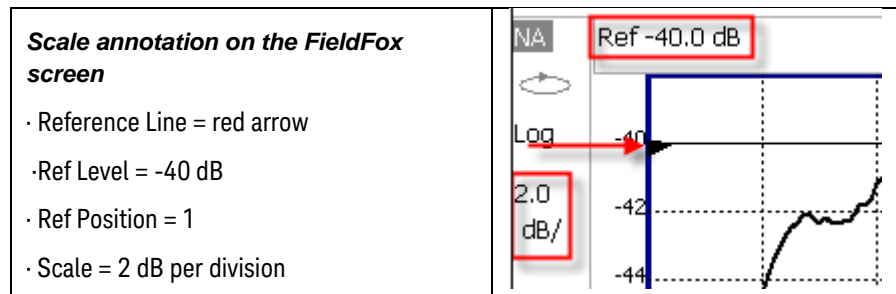 Scale annotation on the FieldFox
screen
· Reference Line = red arrow
·Ref Level = -40 dB
· Ref Position = 1
· Scale = 2 dB per division
NA
Ref -40.0 dB
Log
-40
2.0
dB/
-42
-44